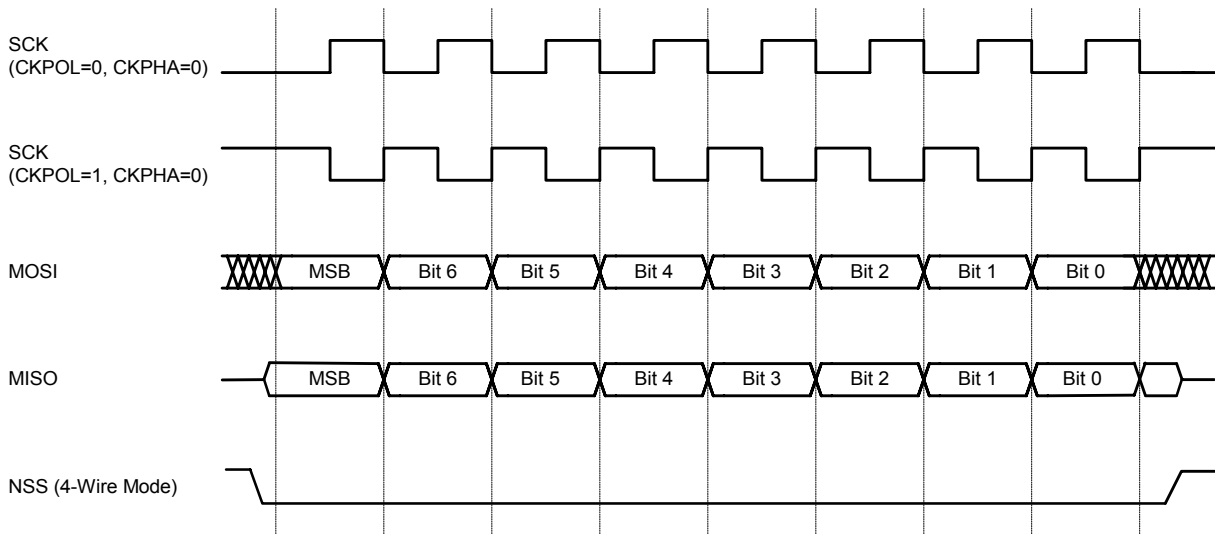 SCK
(CKPOL=0, CKPHA=0)
SCK
(CKPOL=1, CKPHA=0)
MOSI
MSB Bit 6 Bit 5 Bit 4 Bit 3 Bit 2 Bit 1 Bit 0
MISO
MSB Bit 6 Bit 5 Bit 4 Bit 3 Bit 2 Bit 1 Bit 0
NSS (4-Wire Mode)